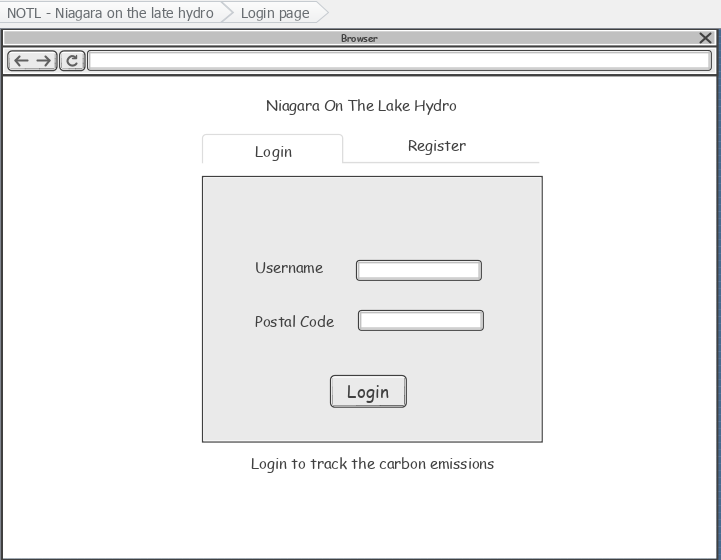 NOTL - Niagara on the late hydro Login page
Browser
Niagara On The Lake Hydro
Login Register
Username
Postal Code
Login
Login to track the carbon emissions